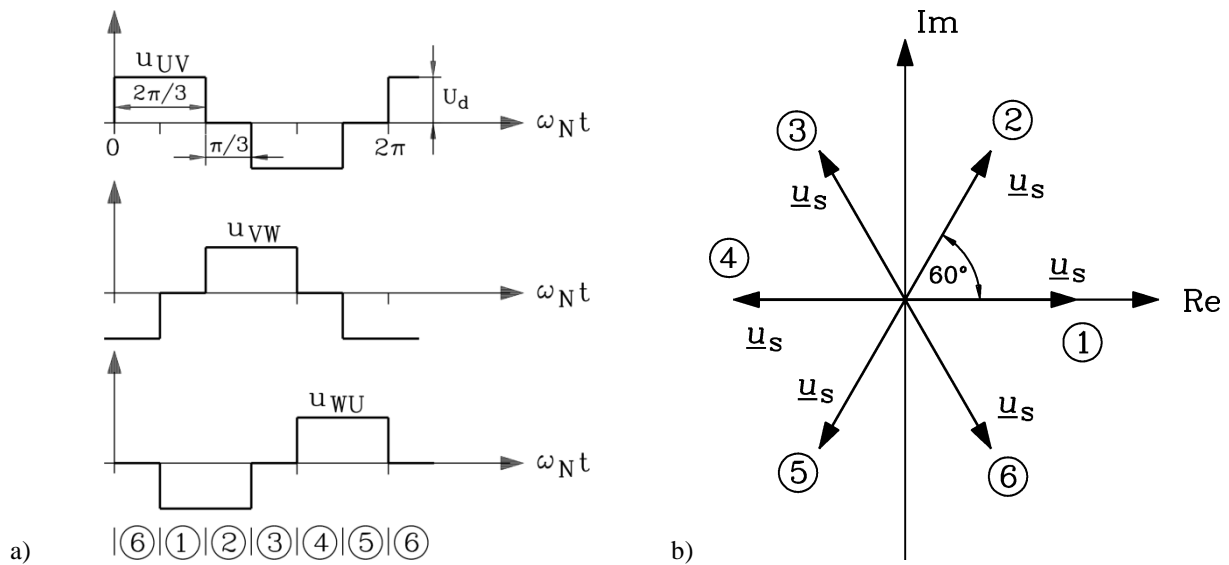 u_UV
2π/3
U_d
0
π/3
2π
ω_N t
u_VW
ω_N t
u_WU
ω_N t
|⑥|①|②|③|④|⑤|⑥
a)
Im
③
②
u_s
u_s
④
60°
u_s
Re
u_s
①
u_s
u_s
⑤
⑥
b)